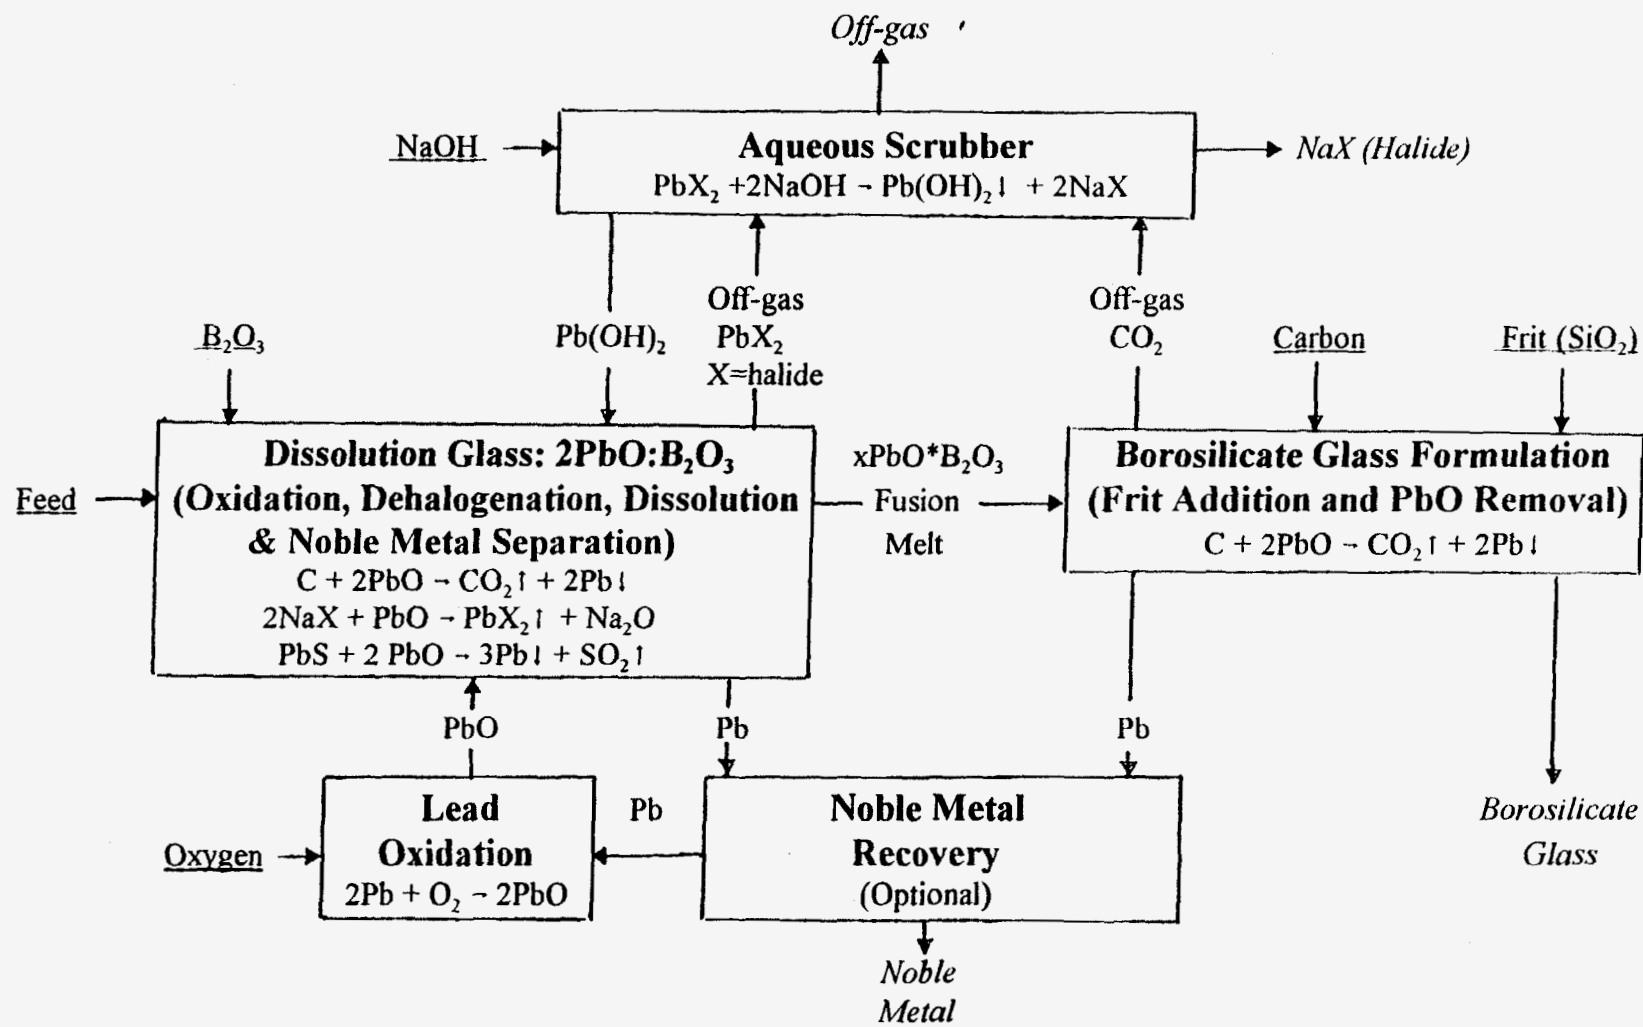 Off-gas
NaOH
Aqueous Scrubber
PbX₂ +2NaOH → Pb(OH)₂↓ + 2NaX
NaX (Halide)
B₂O₃
Pb(OH)₂
Off-gas
PbX₂
X=halide
Off-gas
CO₂
Carbon
Frit (SiO₂)
Feed
Dissolution Glass: 2PbO:B₂O₃
(Oxidation, Dehalogenation, Dissolution
& Noble Metal Separation)
C + 2PbO → CO₂↑ + 2Pb↓
2NaX + PbO → PbX₂↑ + Na₂O
PbS + 2 PbO → 3Pb↓ + SO₂↑
xPbO*B₂O₃
Fusion
Melt
Borosilicate Glass Formulation
(Frit Addition and PbO Removal)
C + 2PbO → CO₂↑ + 2Pb↓
PbO
Pb
Pb
Oxygen
Lead
Oxidation
2Pb + O₂ → 2PbO
Pb
Noble Metal
Recovery
(Optional)
Borosilicate
Glass
Noble
Metal